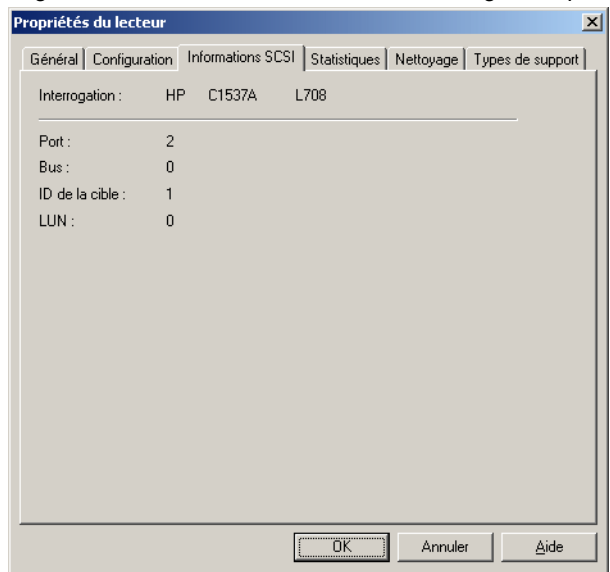 Propriétés du lecteur
Général Configuration Informations SCSI Statistiques Nettoyage Types de support
Interrogation : HP C1537A L708
Port : 2
Bus : 0
ID de la cible : 1
LUN : 0
OK Annuler Aide